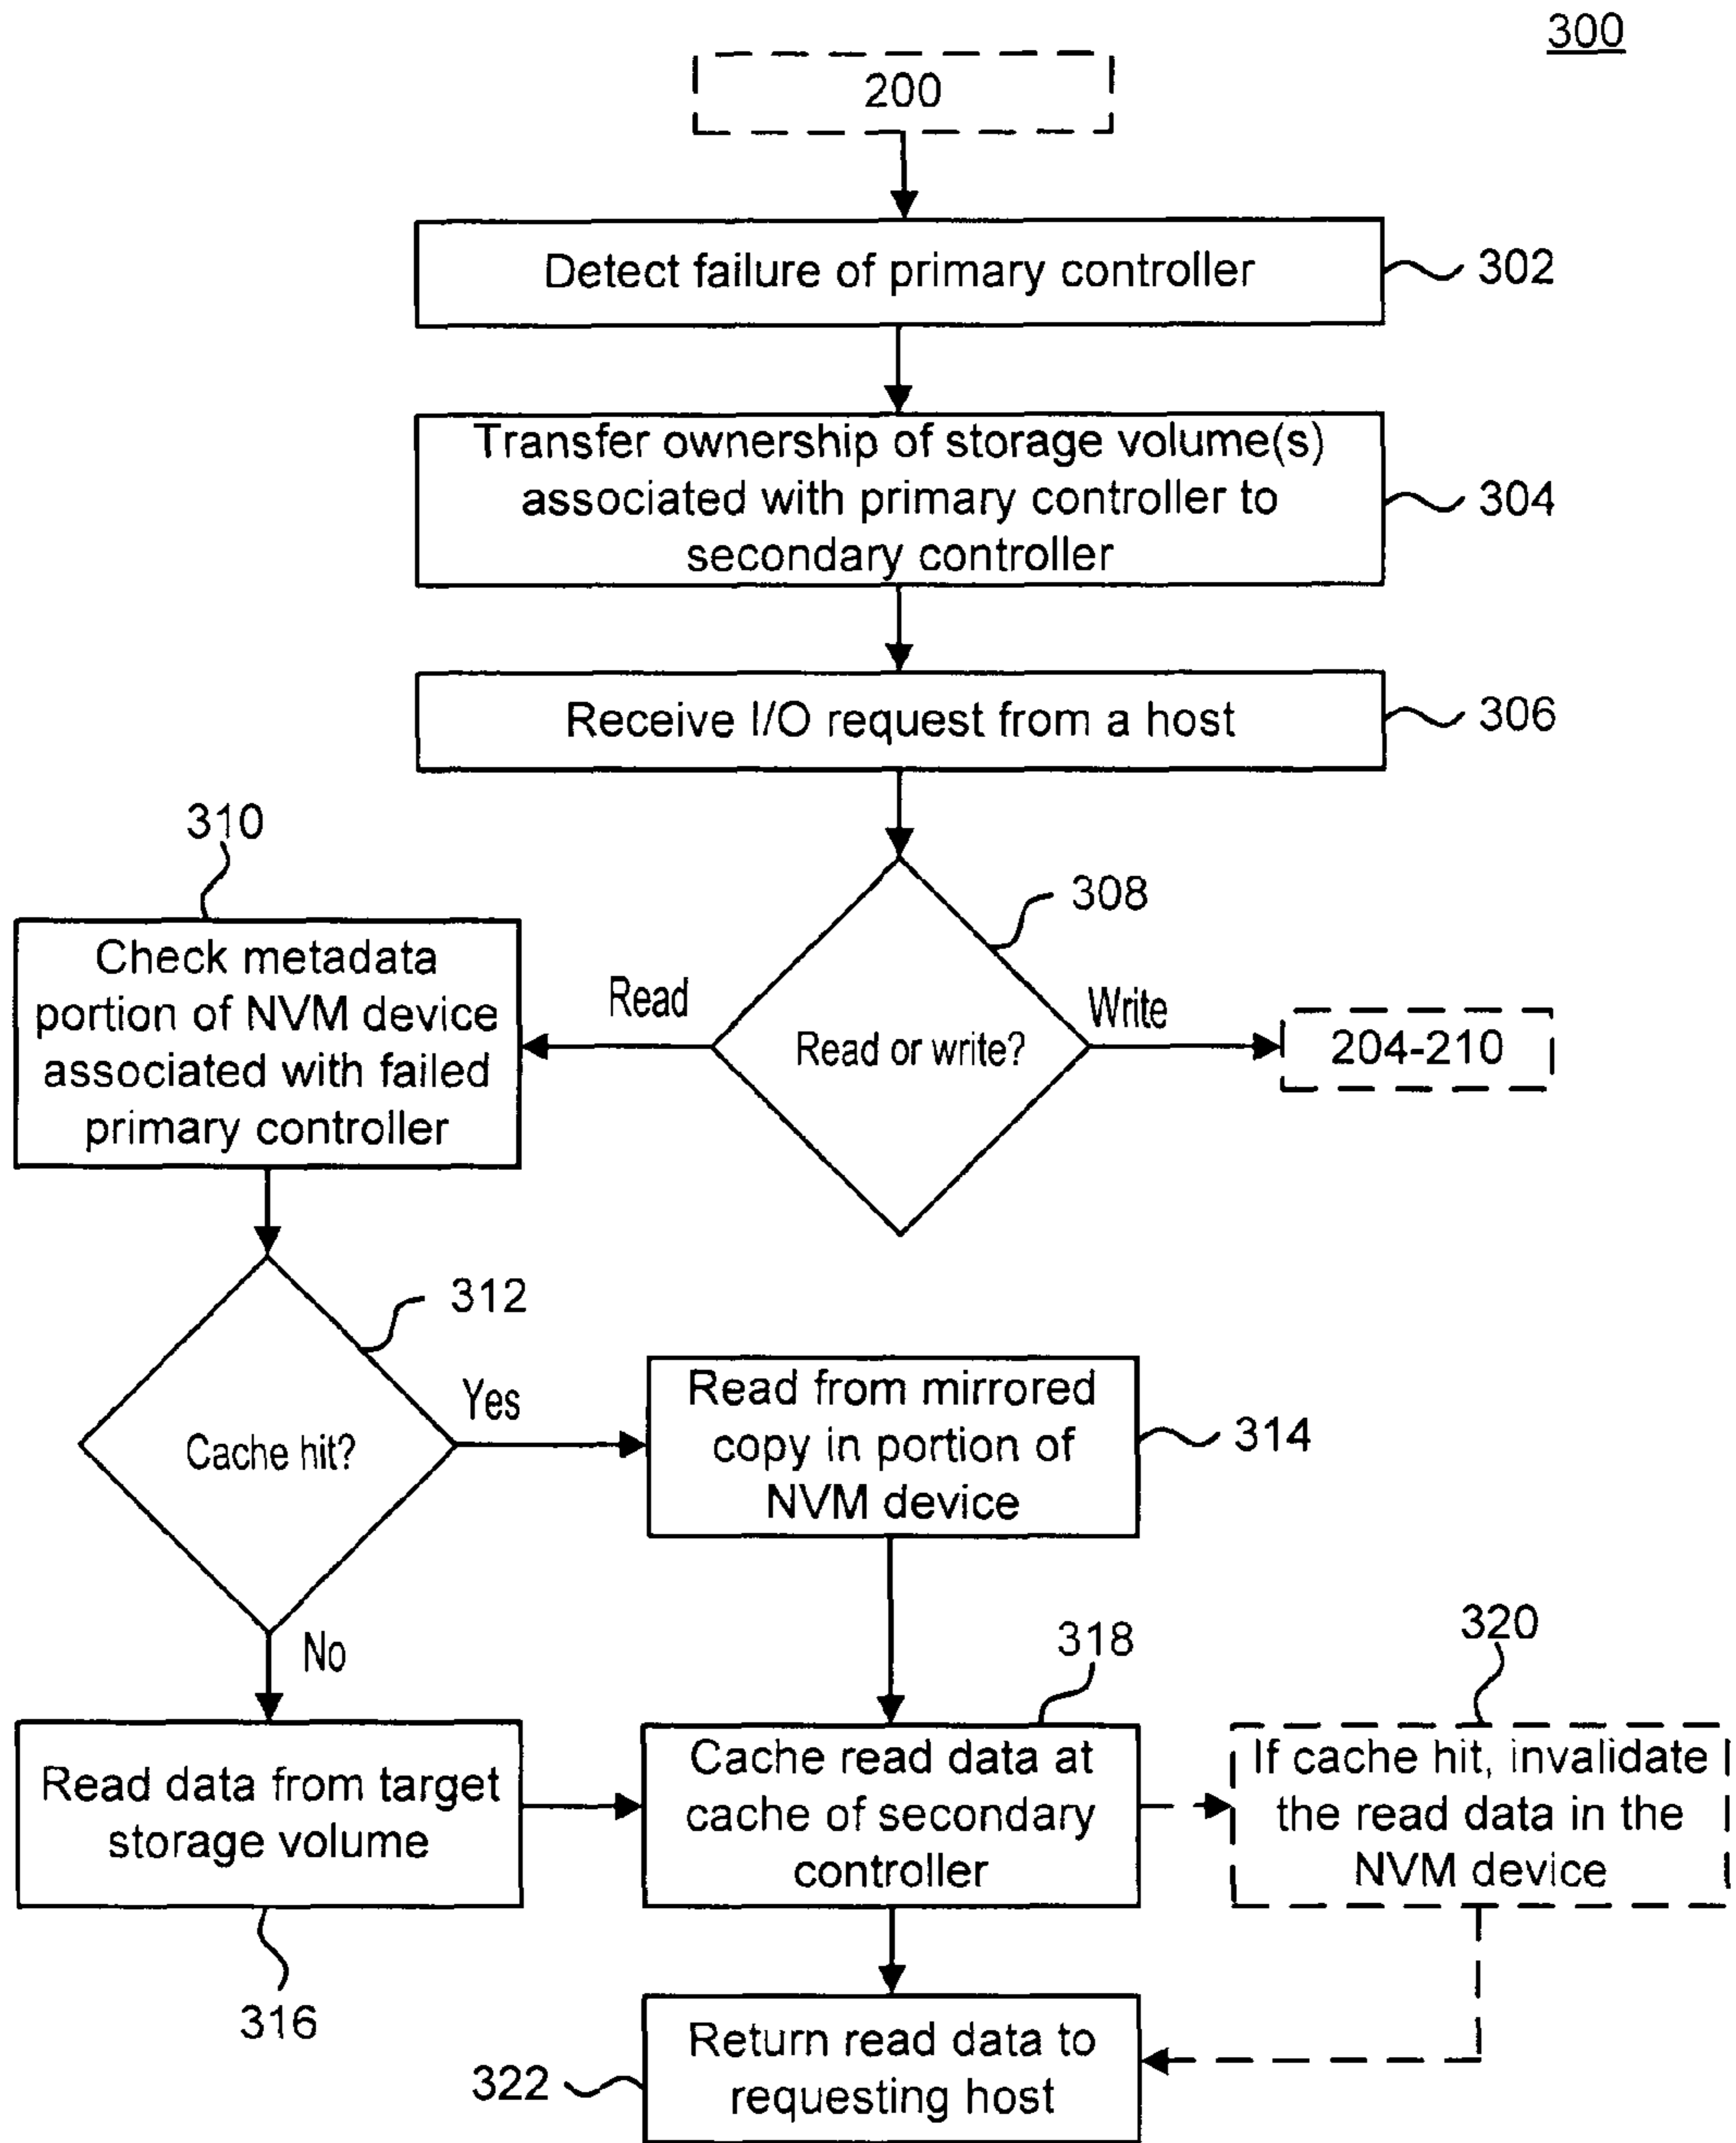 300
200
Detect failure of primary controller
302
Transfer ownership of storage volume(s)
associated with primary controller to
secondary controller
304
Receive I/O request from a host
306
310
308
Check metadata
portion of NVM device
associated with failed
primary controller
Read
Read or write?
Write
204-210
312
Cache hit?
Yes
Read from mirrored
copy in portion of
NVM device
314
No
318
320
Read data from target
storage volume
316
Cache read data at
cache of secondary
controller
If cache hit, invalidate
the read data in the
NVM device
322
Return read data to
requesting host